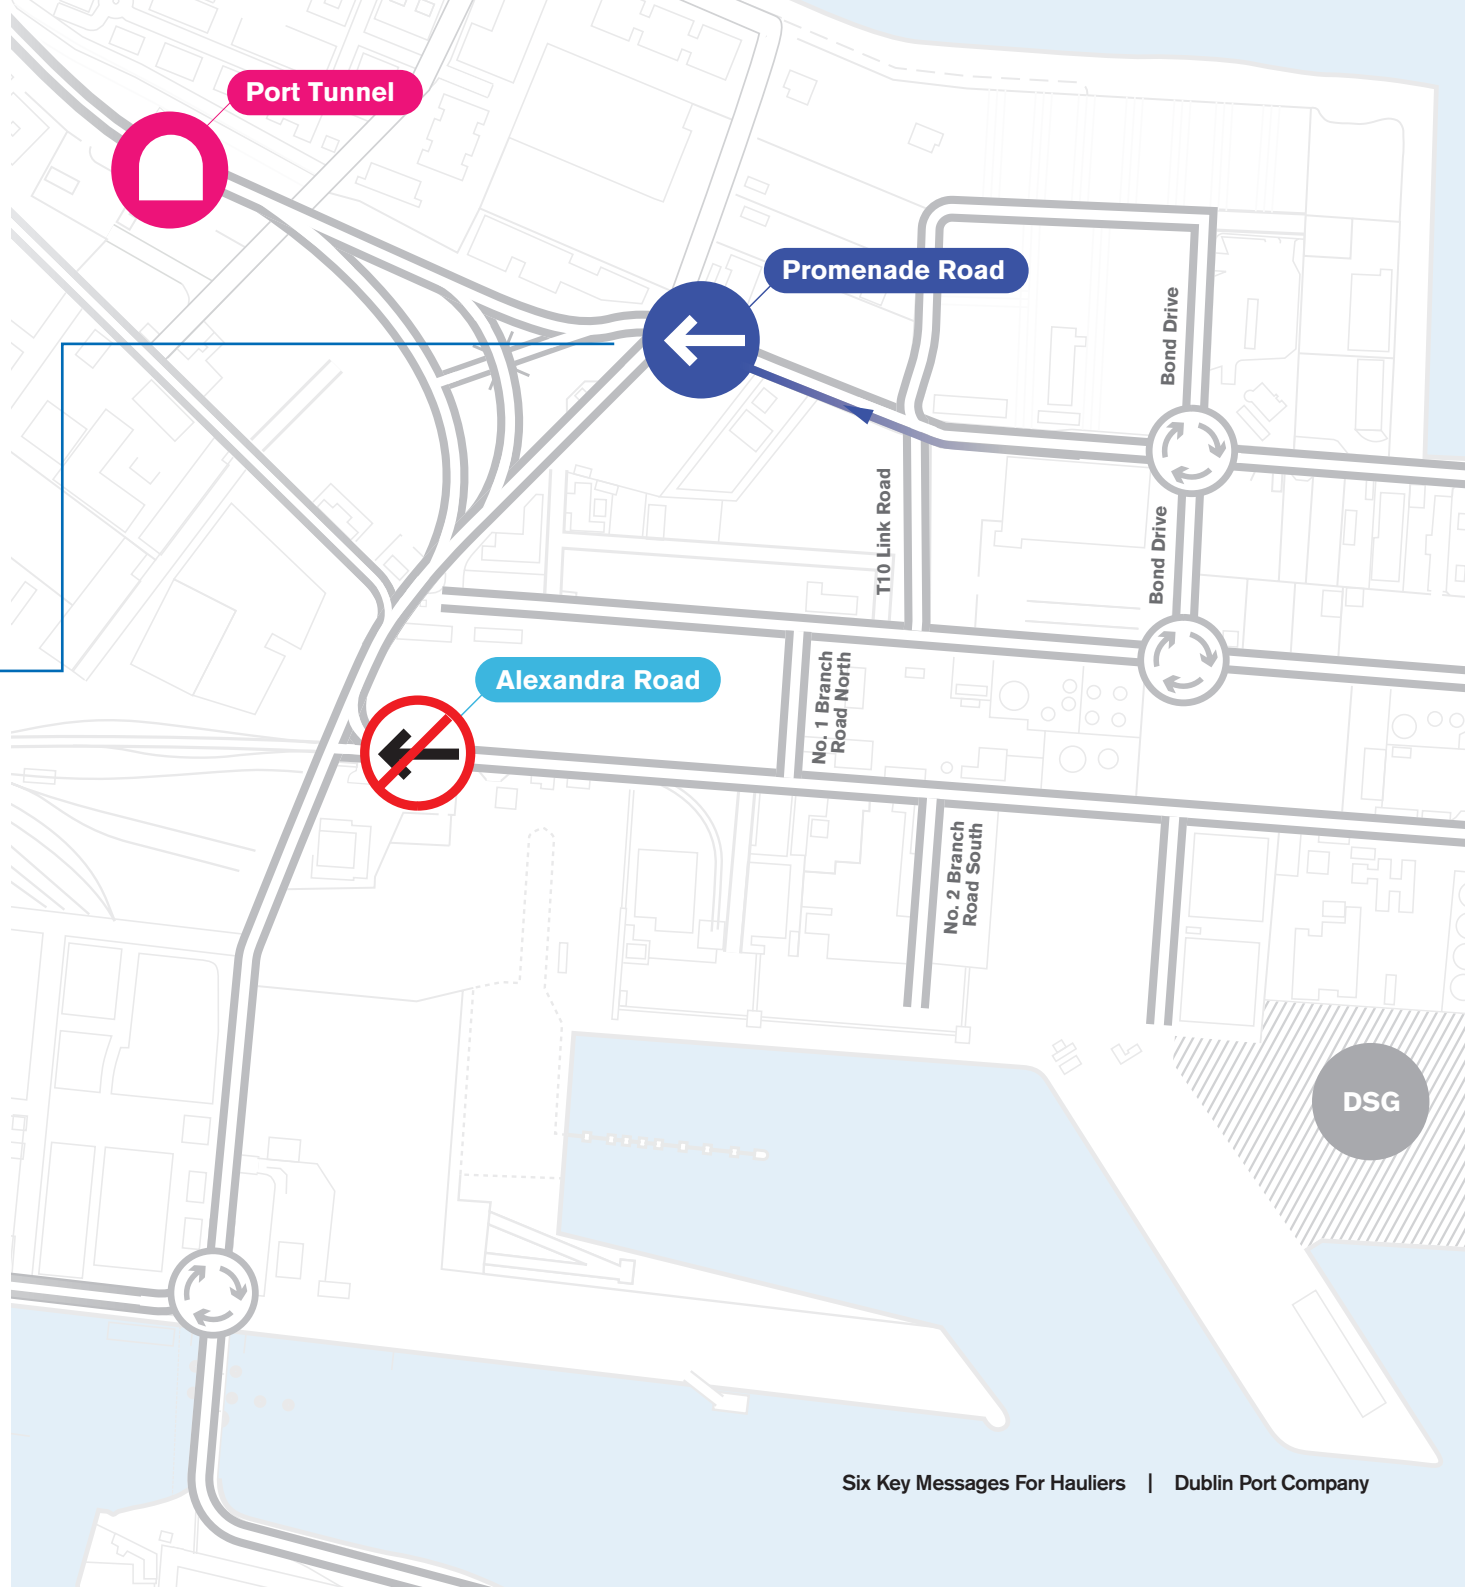 Port Tunnel
Promenade Road
Bond Drive
T10 Link Road
Bond Drive
Alexandra Road
No. 1 Branch
Road North
No. 2 Branch
Road South
DSG
Six Key Messages For Hauliers | Dublin Port Company